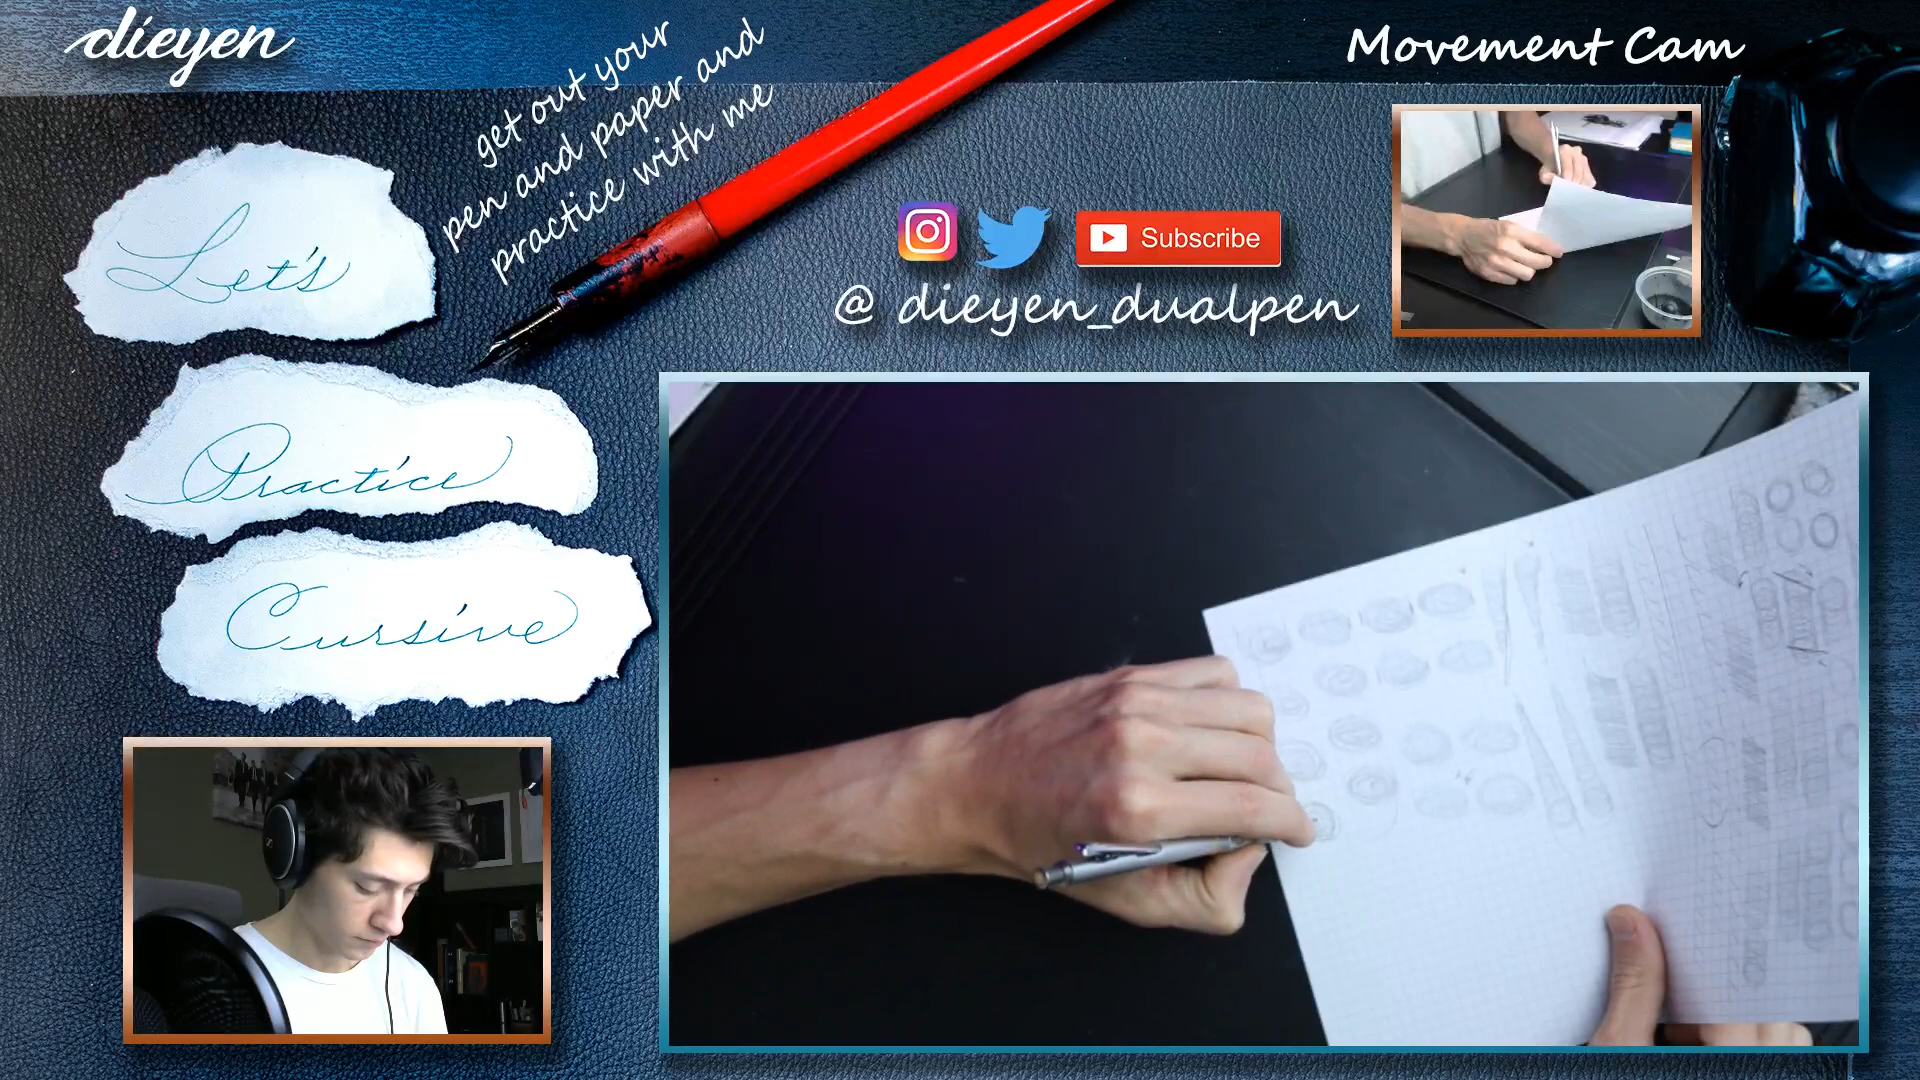 dieyen
get out your
pen and paper and
practice with me
Movement Cam
Let's
Practice
Cursive
Subscribe
@ dieyen_dualpen